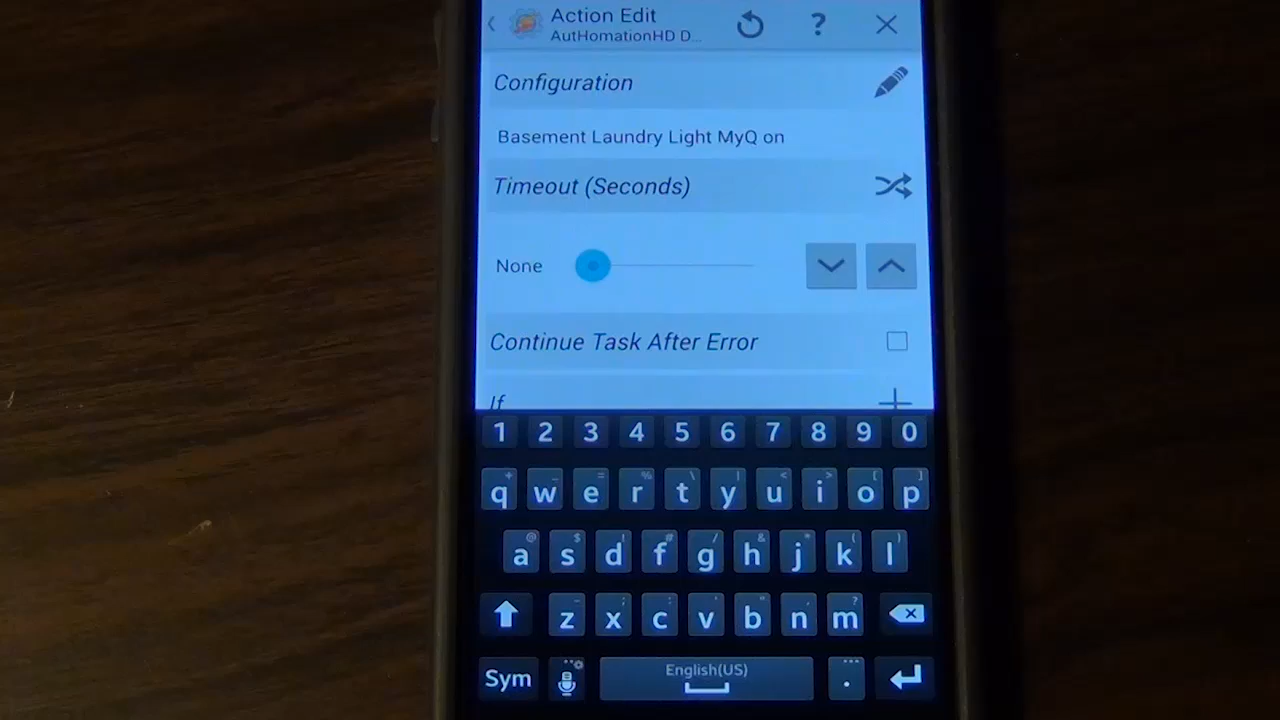 Action Edit
AutHomationHD D...
?
Configuration
Basement Laundry Light MyQ on
Timeout (Seconds)
None
Continue Task After Error
If
1 2 3 4 5 6 7 8 9 0
q w e r t y u i o p
a s d f g h j k l
z x c v b n m
Sym English(US) .